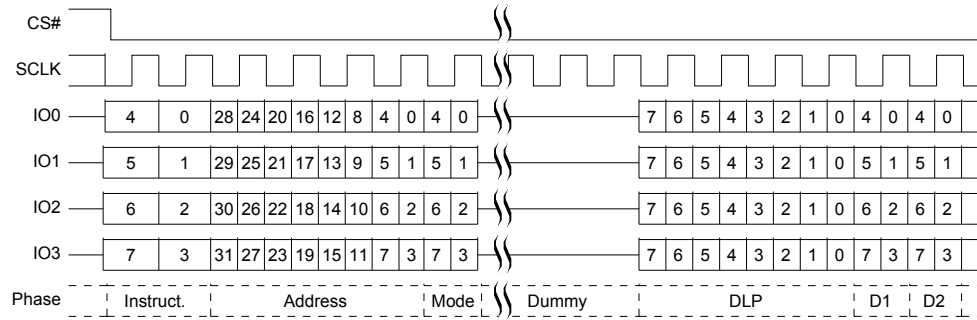 CS#
SCLK
IO0 4 0 28 24 20 16 12 8 4 0 4 0 7 6 5 4 3 2 1 0 4 0 4 0
IO1 5 1 29 25 21 17 13 9 5 1 5 1 7 6 5 4 3 2 1 0 5 1 5 1
IO2 6 2 30 26 22 18 14 10 6 2 6 2 7 6 5 4 3 2 1 0 6 2 6 2
IO3 7 3 31 27 23 19 15 11 7 3 7 3 7 6 5 4 3 2 1 0 7 3 7 3
Phase Instruct. Address Mode Dummy DLP D1 D2